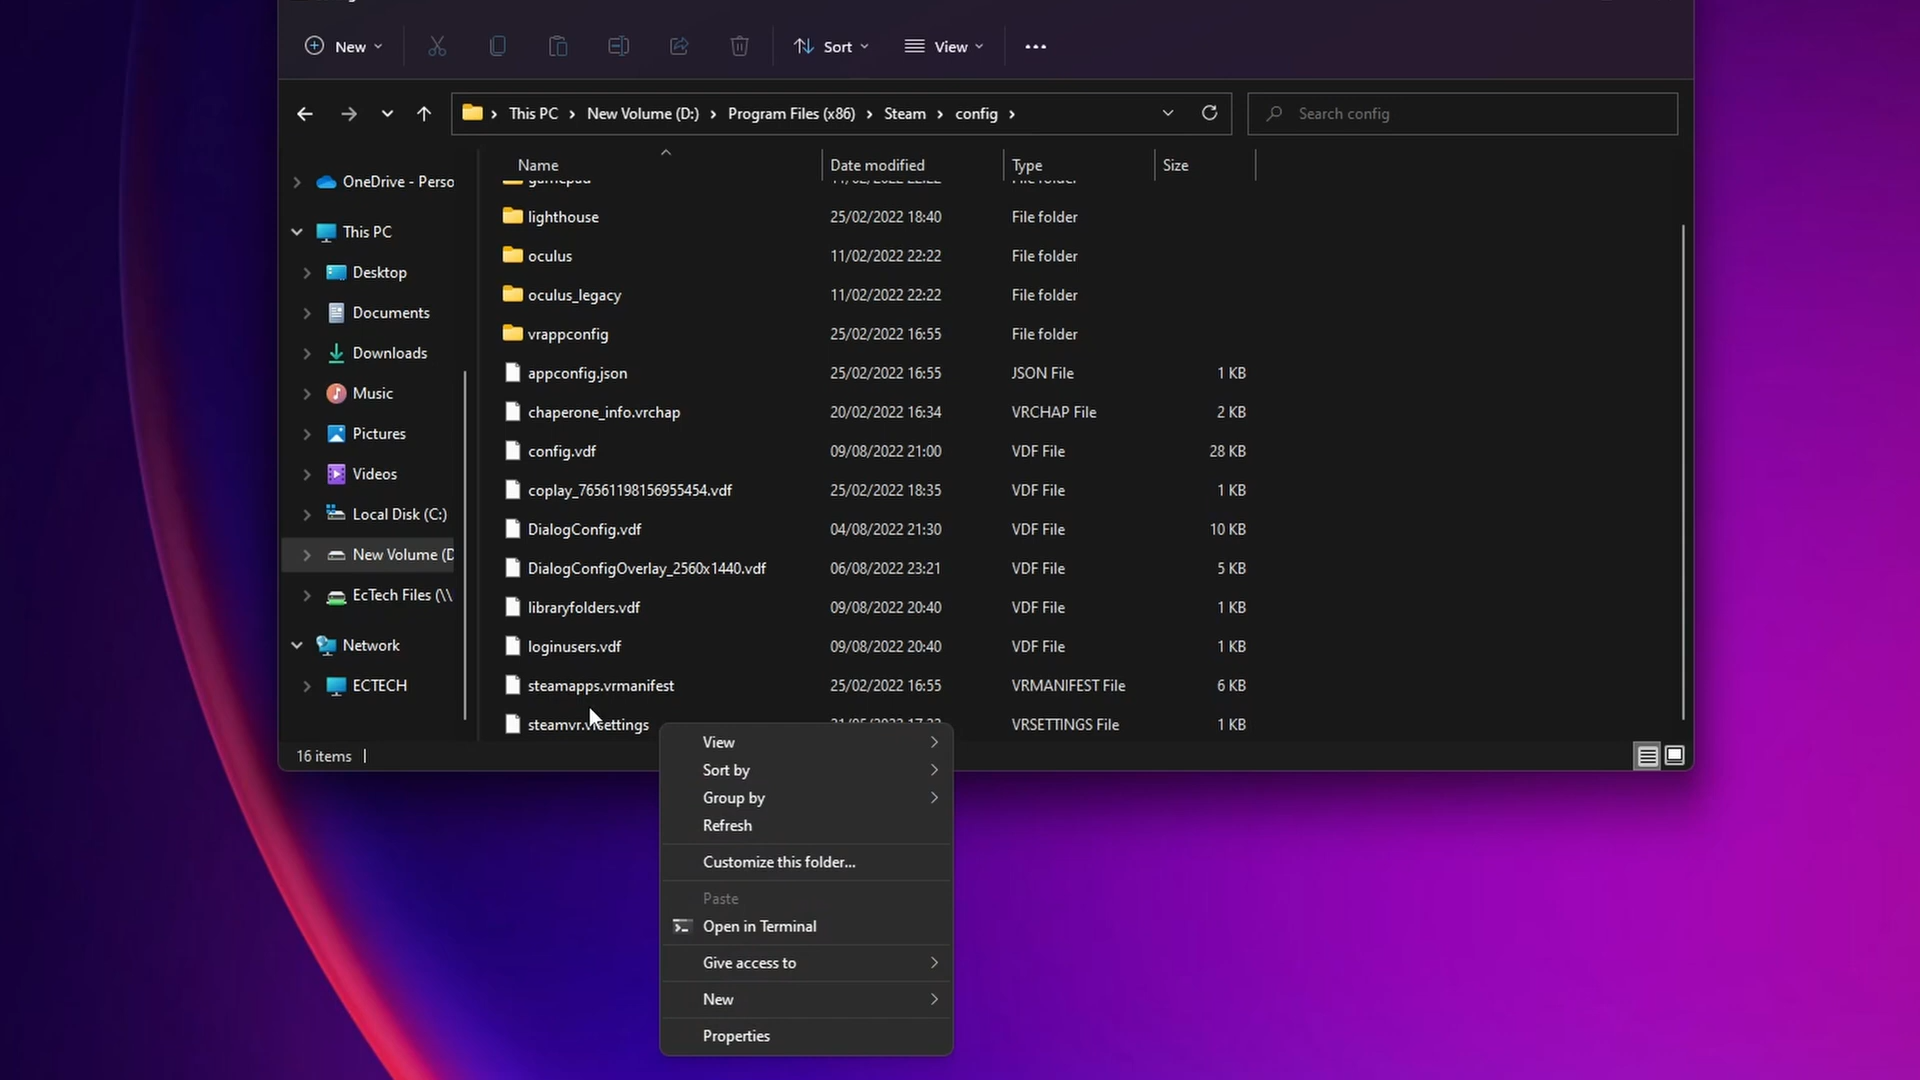 New
Sort
View
This PC
New Volume (D:)
Program Files (x86)
Steam
config
Search config
Name
Date modified
Type
Size
OneDrive - Perso
This PC
Desktop
Documents
Downloads
Music
Pictures
Videos
Local Disk (C:)
New Volume (D
EcTech Files (\\
Network
ECTECH
gamepad 11/02/2022 22:22 File folder
lighthouse 25/02/2022 18:40 File folder
oculus 11/02/2022 22:22 File folder
oculus_legacy 11/02/2022 22:22 File folder
vrappconfig 25/02/2022 16:55 File folder
appconfig.json 25/02/2022 16:55 JSON File 1 KB
chaperone_info.vrchap 20/02/2022 16:34 VRCHAP File 2 KB
config.vdf 09/08/2022 21:00 VDF File 28 KB
coplay_76561198156955454.vdf 25/02/2022 18:35 VDF File 1 KB
DialogConfig.vdf 04/08/2022 21:30 VDF File 10 KB
DialogConfigOverlay_2560x1440.vdf 06/08/2022 23:21 VDF File 5 KB
libraryfolders.vdf 09/08/2022 20:40 VDF File 1 KB
loginusers.vdf 09/08/2022 20:40 VDF File 1 KB
steamapps.vrmanifest 25/02/2022 16:55 VRMANIFEST File 6 KB
steamvr.vrsettings VRSETTINGS File 1 KB
16 items
View
Sort by
Group by
Refresh
Customize this folder...
Paste
Open in Terminal
Give access to
New
Properties